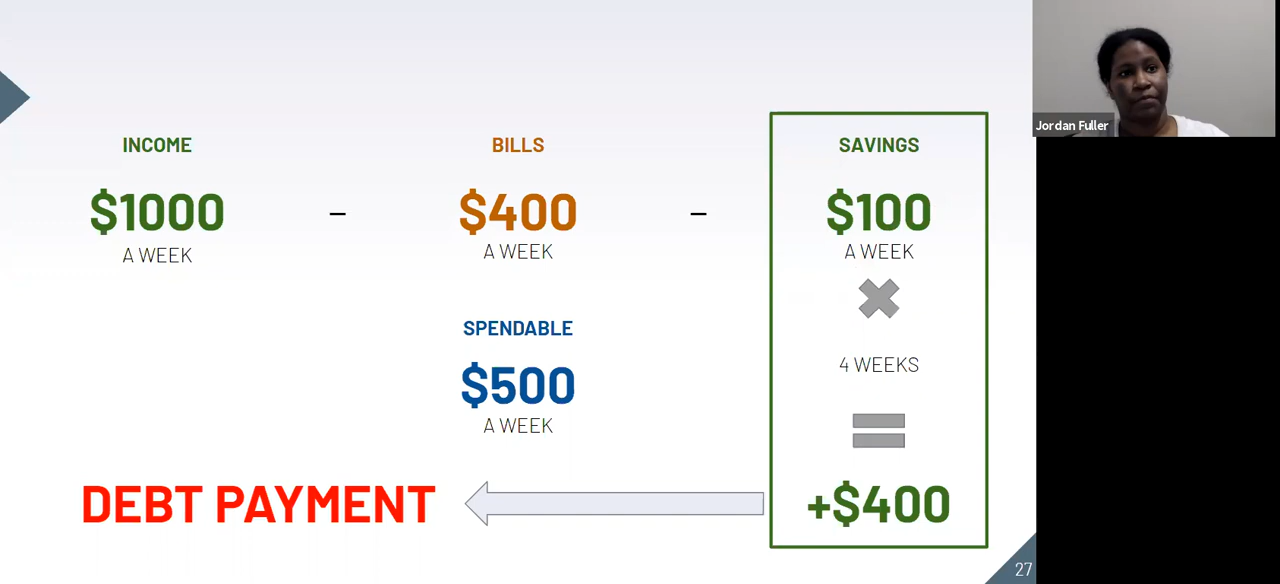 INCOME
$1000
A WEEK
–
BILLS
$400
A WEEK
–
SAVINGS
$100
A WEEK
4 WEEKS
+$400
SPENDABLE
$500
A WEEK
DEBT PAYMENT
27
Jordan Fuller